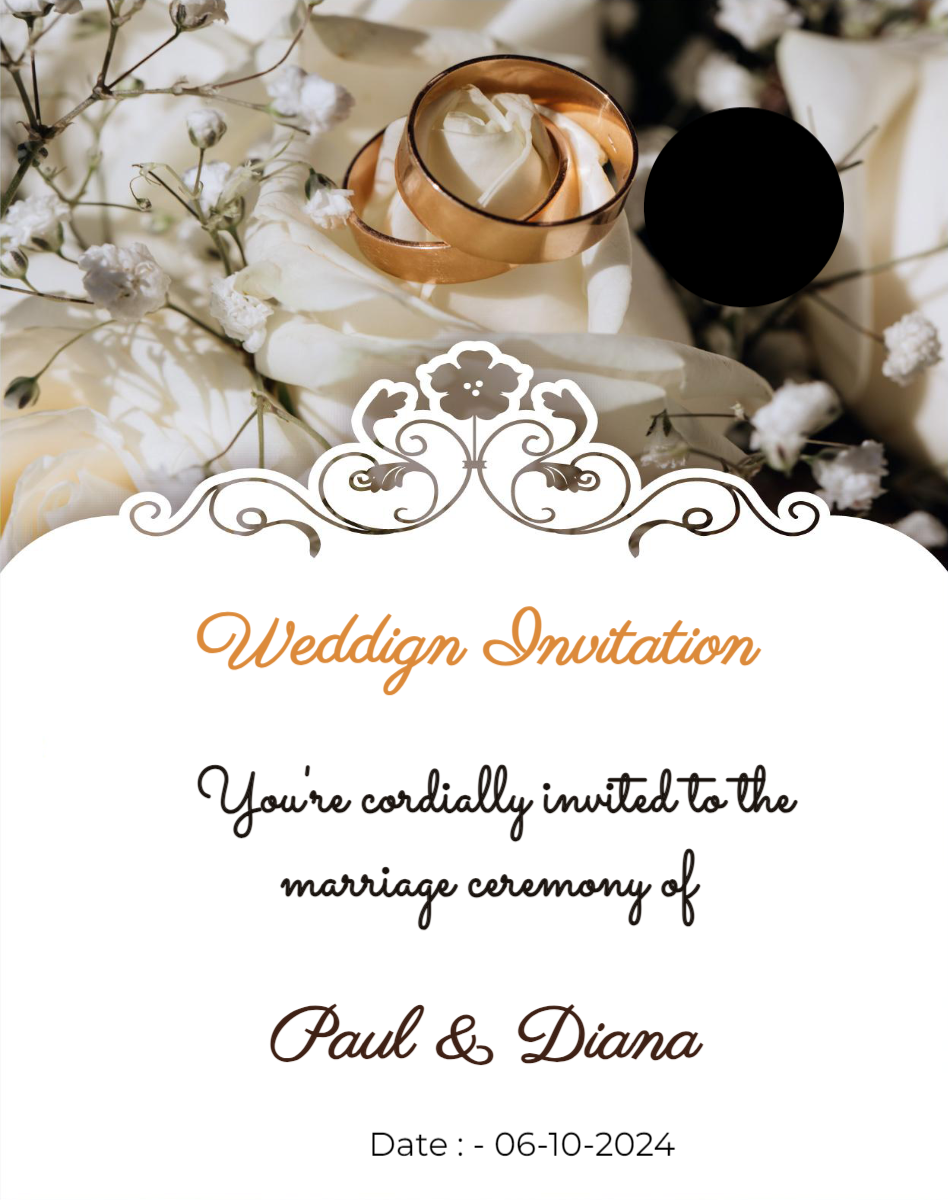 Weddign Invitation
You're cordially invited to the
marriage ceremony of
Paul & Diana
Date : - 06-10-2024